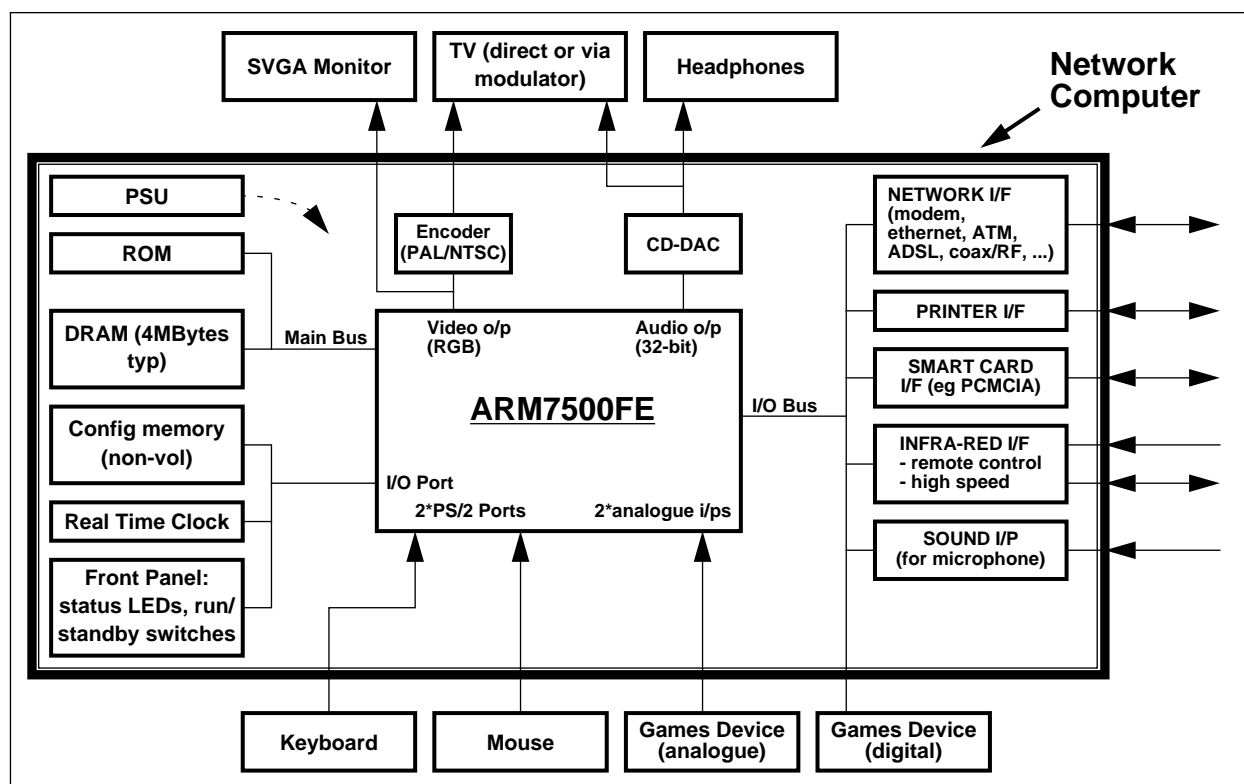 SVGA Monitor
TV (direct or via
modulator)
Headphones
Network
Computer
PSU
ROM
DRAM (4MBytes
typ)
Main Bus
Config memory
(non-vol)
Real Time Clock
Front Panel:
status LEDs, run/
standby switches
Encoder
(PAL/NTSC)
CD-DAC
Video o/p
(RGB)
Audio o/p
(32-bit)
ARM7500FE
I/O Port
2*PS/2 Ports
2*analogue i/ps
I/O Bus
NETWORK I/F
(modem,
ethernet, ATM,
ADSL, coax/RF, ...)
PRINTER I/F
SMART CARD
I/F (eg PCMCIA)
INFRA-RED I/F
- remote control
- high speed
SOUND I/P
(for microphone)
Keyboard
Mouse
Games Device
(analogue)
Games Device
(digital)